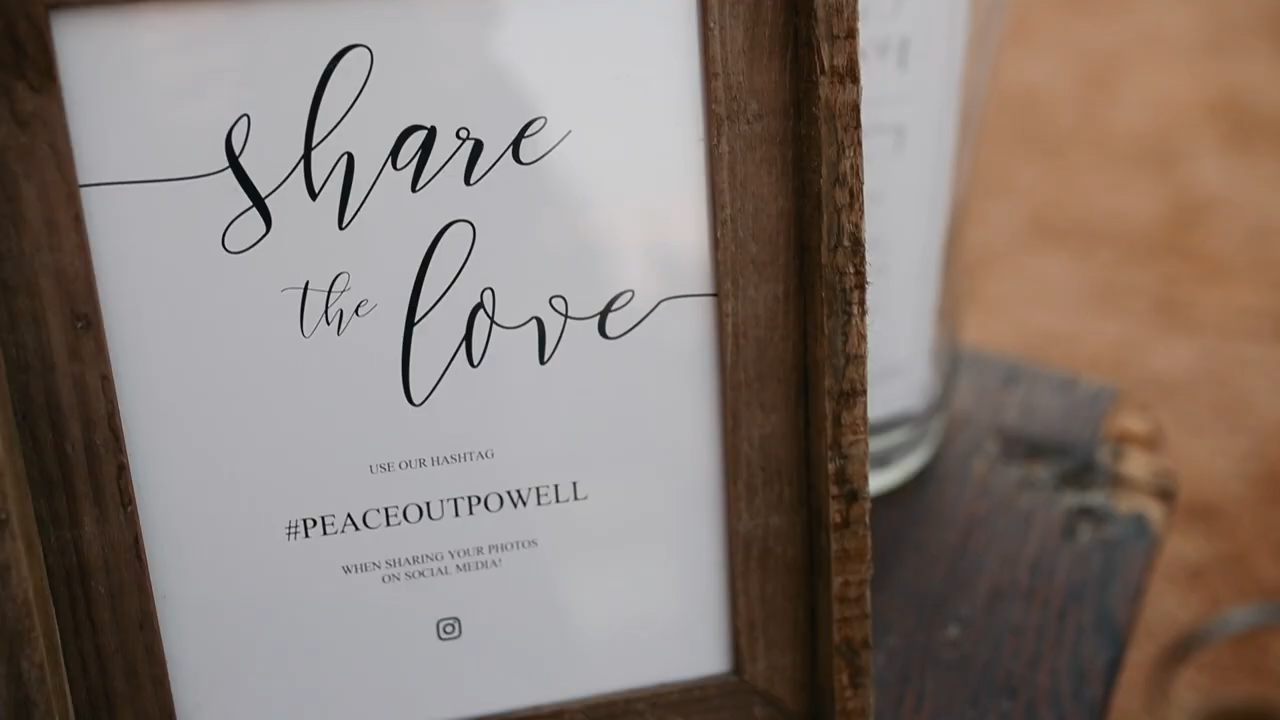 share
the love
USE OUR HASHTAG
#PEACEOUTPOWELL
WHEN SHARING YOUR PHOTOS
ON SOCIAL MEDIA!